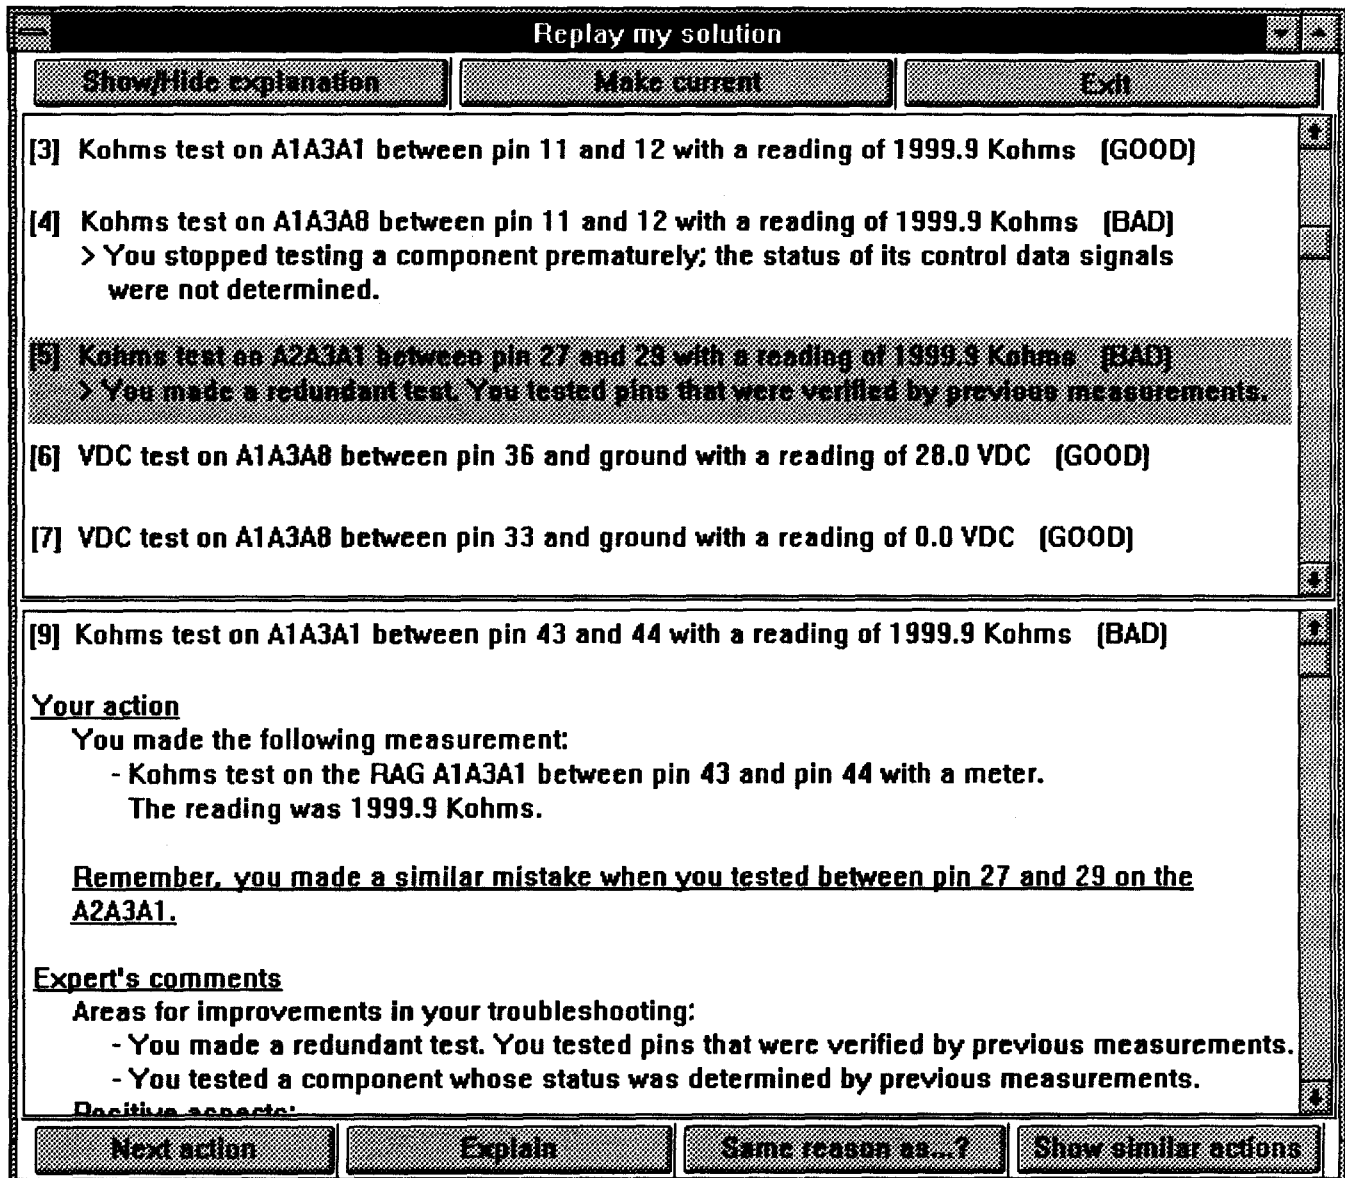 Replay my solution
Show/Hide explanation Make current Exit
[3] Kohms test on A1A3A1 between pin 11 and 12 with a reading of 1999.9 Kohms (GOOD)
[4] Kohms test on A1A3A8 between pin 11 and 12 with a reading of 1999.9 Kohms (BAD)
> You stopped testing a component prematurely; the status of its control data signals
were not determined.
[5] Kohms test on A2A3A1 between pin 27 and 29 with a reading of 1999.9 Kohms (BAD)
> You made a redundant test. You tested pins that were verified by previous measurements.
[6] VDC test on A1A3A8 between pin 36 and ground with a reading of 28.0 VDC (GOOD)
[7] VDC test on A1A3A8 between pin 33 and ground with a reading of 0.0 VDC (GOOD)
[9] Kohms test on A1A3A1 between pin 43 and 44 with a reading of 1999.9 Kohms (BAD)
Your action
You made the following measurement:
- Kohms test on the RAG A1A3A1 between pin 43 and pin 44 with a meter.
The reading was 1999.9 Kohms.
Remember, you made a similar mistake when you tested between pin 27 and 29 on the
A2A3A1.
Expert's comments
Areas for improvements in your troubleshooting:
- You made a redundant test. You tested pins that were verified by previous measurements.
- You tested a component whose status was determined by previous measurements.
Positive aspects:
Next action Explain Same reason as...? Show similar actions